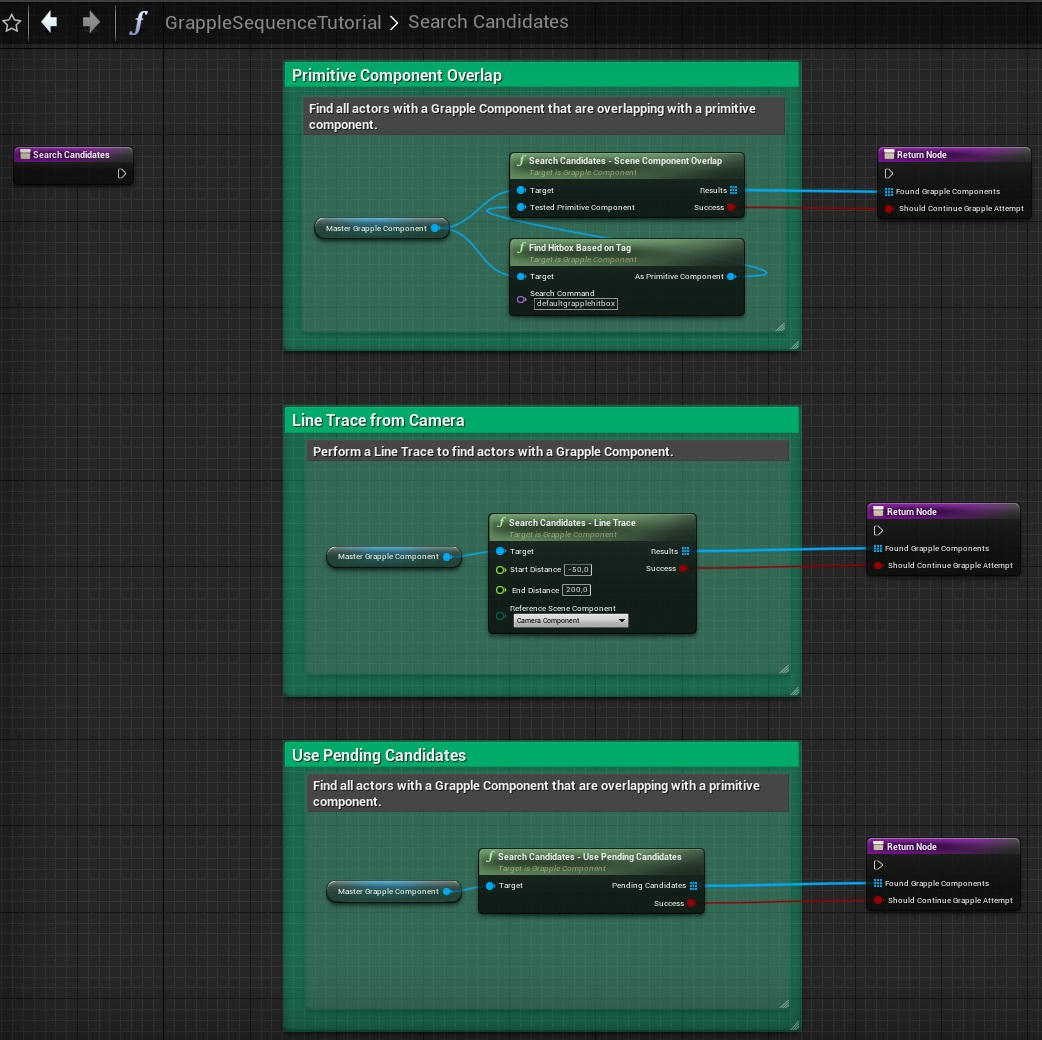 GrappleSequenceTutorial > Search Candidates
Primitive Component Overlap
Find all actors with a Grapple Component that are overlapping with a primitive
component.
Search Candidates
Search Candidates - Scene Component Overlap
Target is Grapple Component
Target
Results
Tested Primitive Component
Success
Master Grapple Component
Find Hitbox Based on Tag
Target is Grapple Component
Target
As Primitive Component
Search Command
defaultgrapplehitbox
Return Node
Found Grapple Components
Should Continue Grapple Attempt
Line Trace from Camera
Perform a Line Trace to find actors with a Grapple Component.
Master Grapple Component
Search Candidates - Line Trace
Target is Grapple Component
Target
Results
Start Distance -50,0
Success
End Distance 200,0
Reference Scene Component
Camera Component
Return Node
Found Grapple Components
Should Continue Grapple Attempt
Use Pending Candidates
Find all actors with a Grapple Component that are overlapping with a primitive
component.
Master Grapple Component
Search Candidates - Use Pending Candidates
Target is Grapple Component
Target
Pending Candidates
Success
Return Node
Found Grapple Components
Should Continue Grapple Attempt